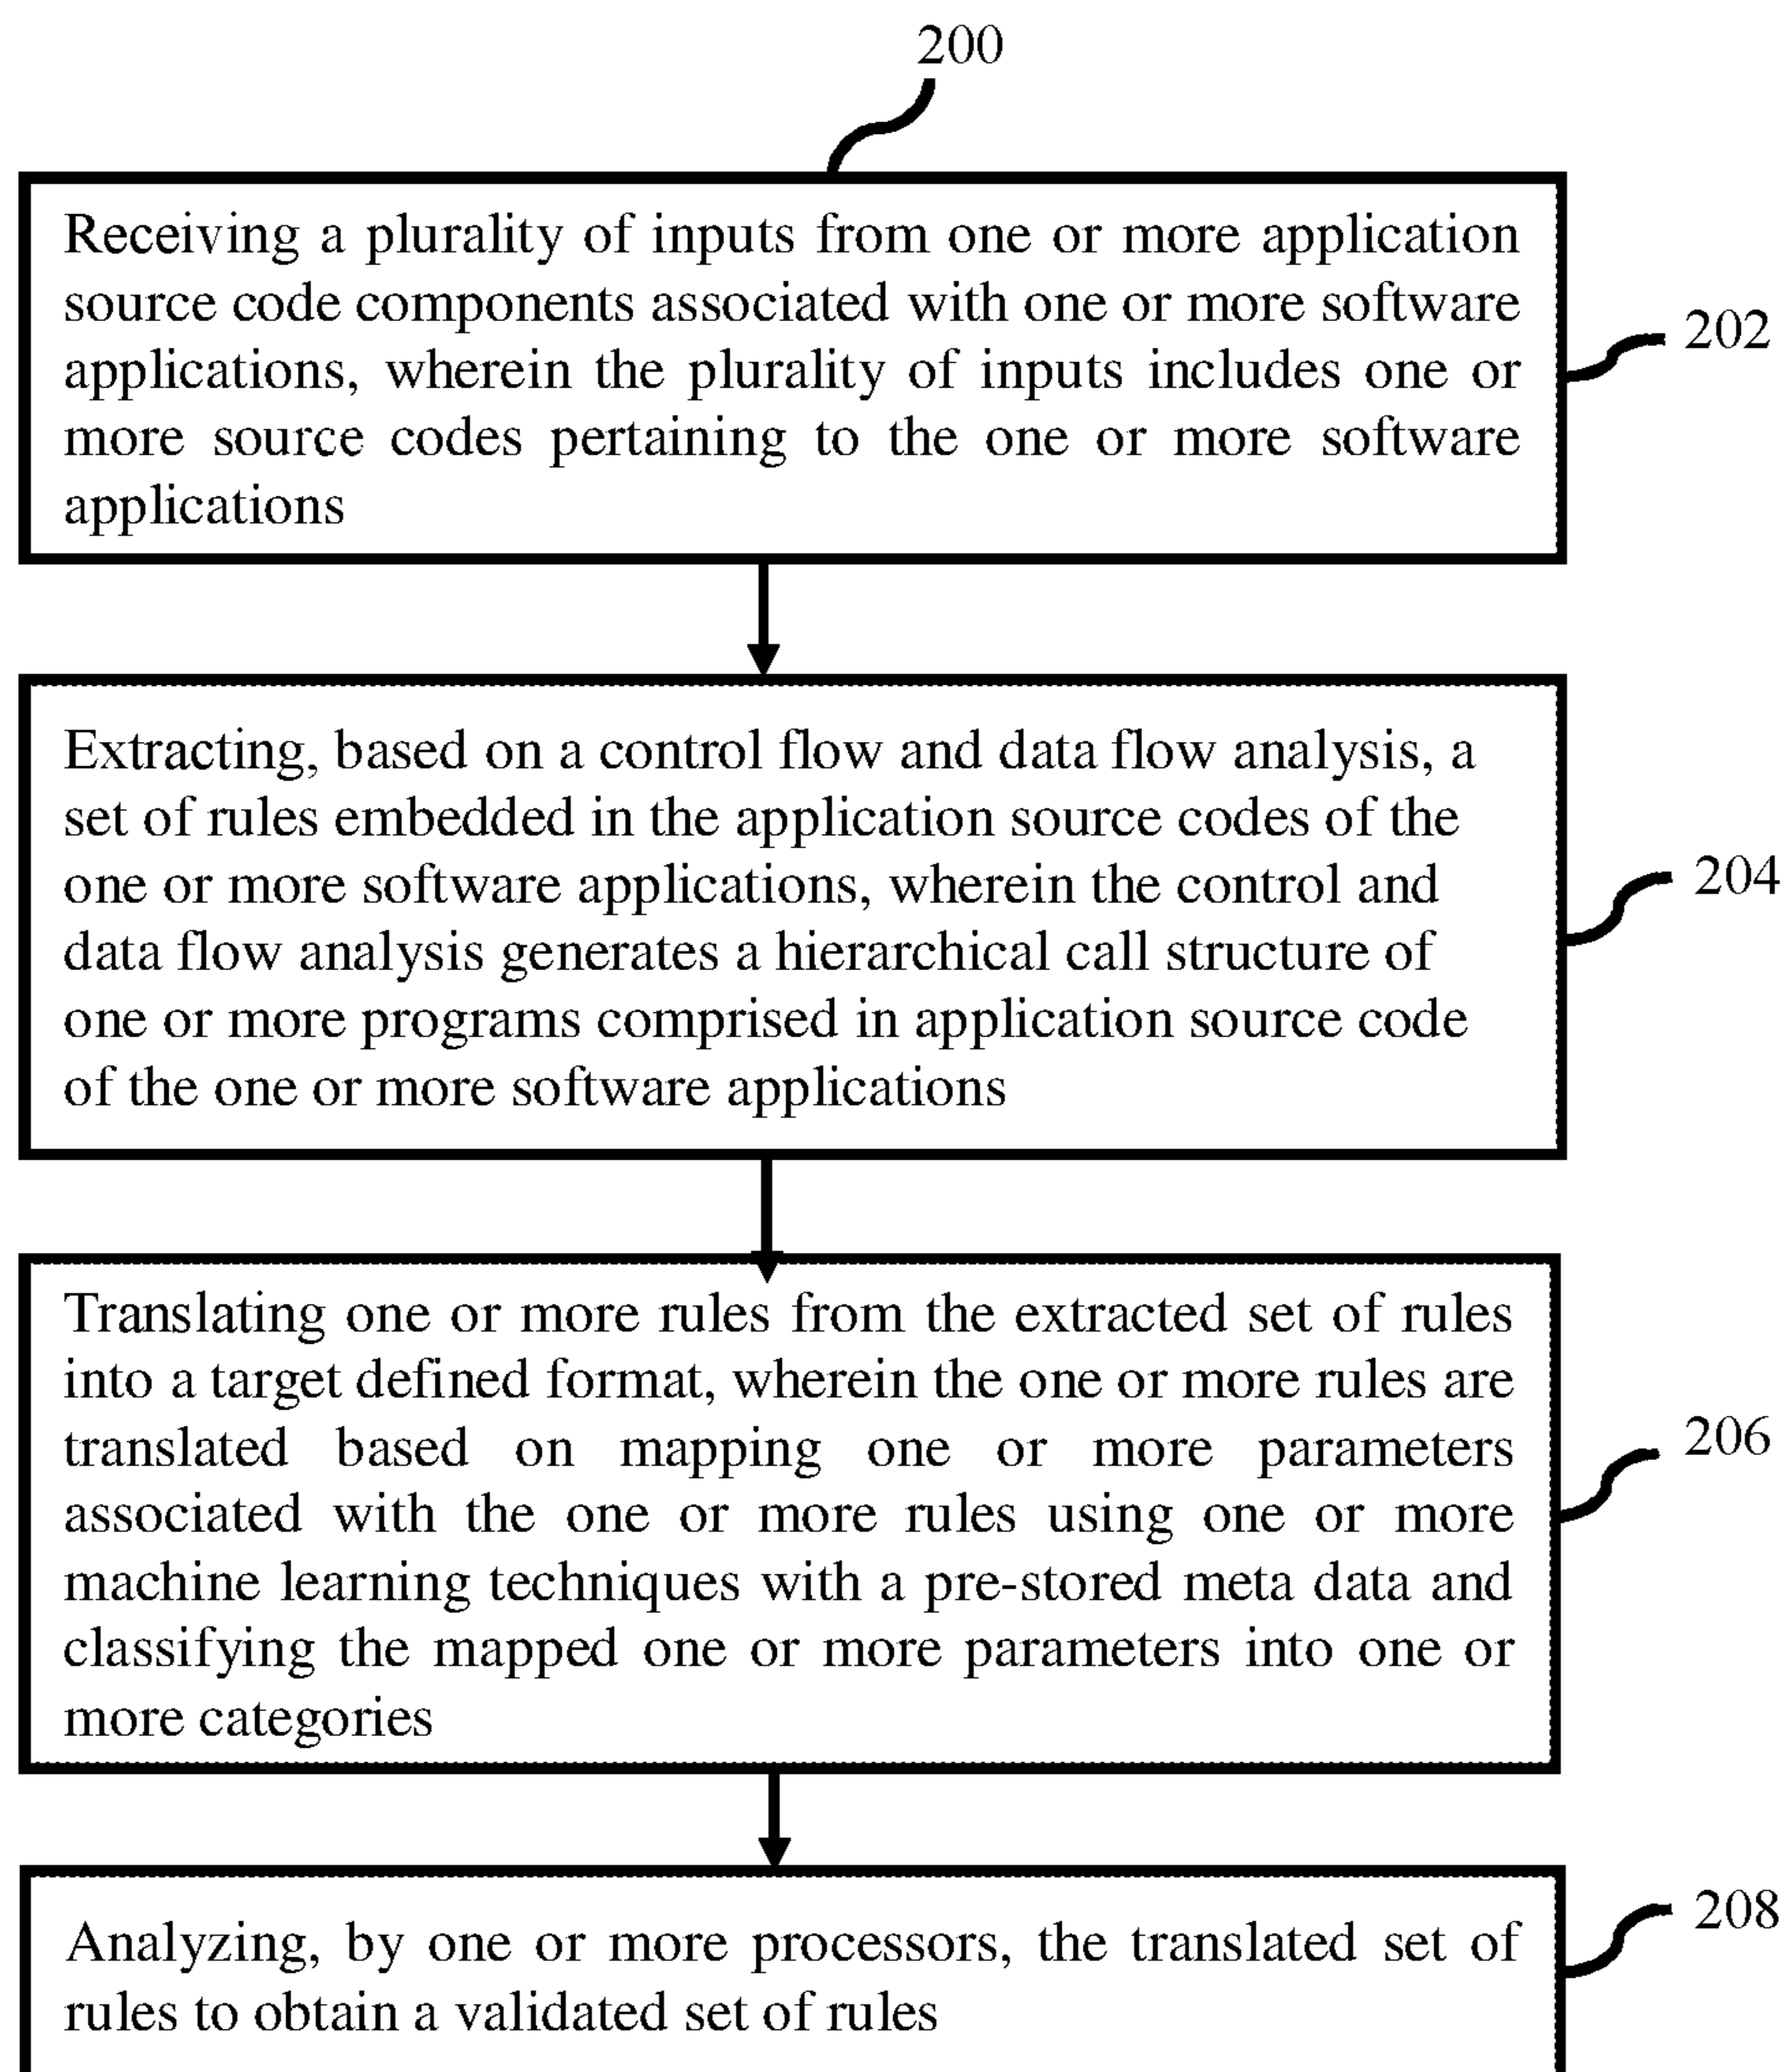 200
Receiving a plurality of inputs from one or more application
source code components associated with one or more software
applications, wherein the plurality of inputs includes one or
more source codes pertaining to the one or more software
applications
202
Extracting, based on a control flow and data flow analysis, a
set of rules embedded in the application source codes of the
one or more software applications, wherein the control and
data flow analysis generates a hierarchical call structure of
one or more programs comprised in application source code
of the one or more software applications
204
Translating one or more rules from the extracted set of rules
into a target defined format, wherein the one or more rules are
translated based on mapping one or more parameters
associated with the one or more rules using one or more
machine learning techniques with a pre-stored meta data and
classifying the mapped one or more parameters into one or
more categories
206
Analyzing, by one or more processors, the translated set of
rules to obtain a validated set of rules
208